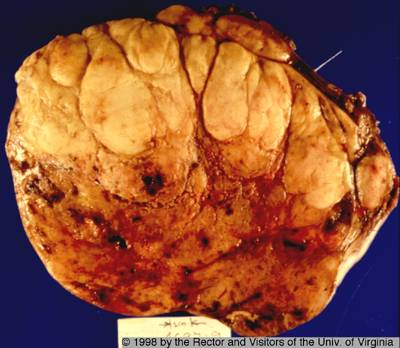 © 1998 by the Rector and Visitors of the Univ. of Virginia